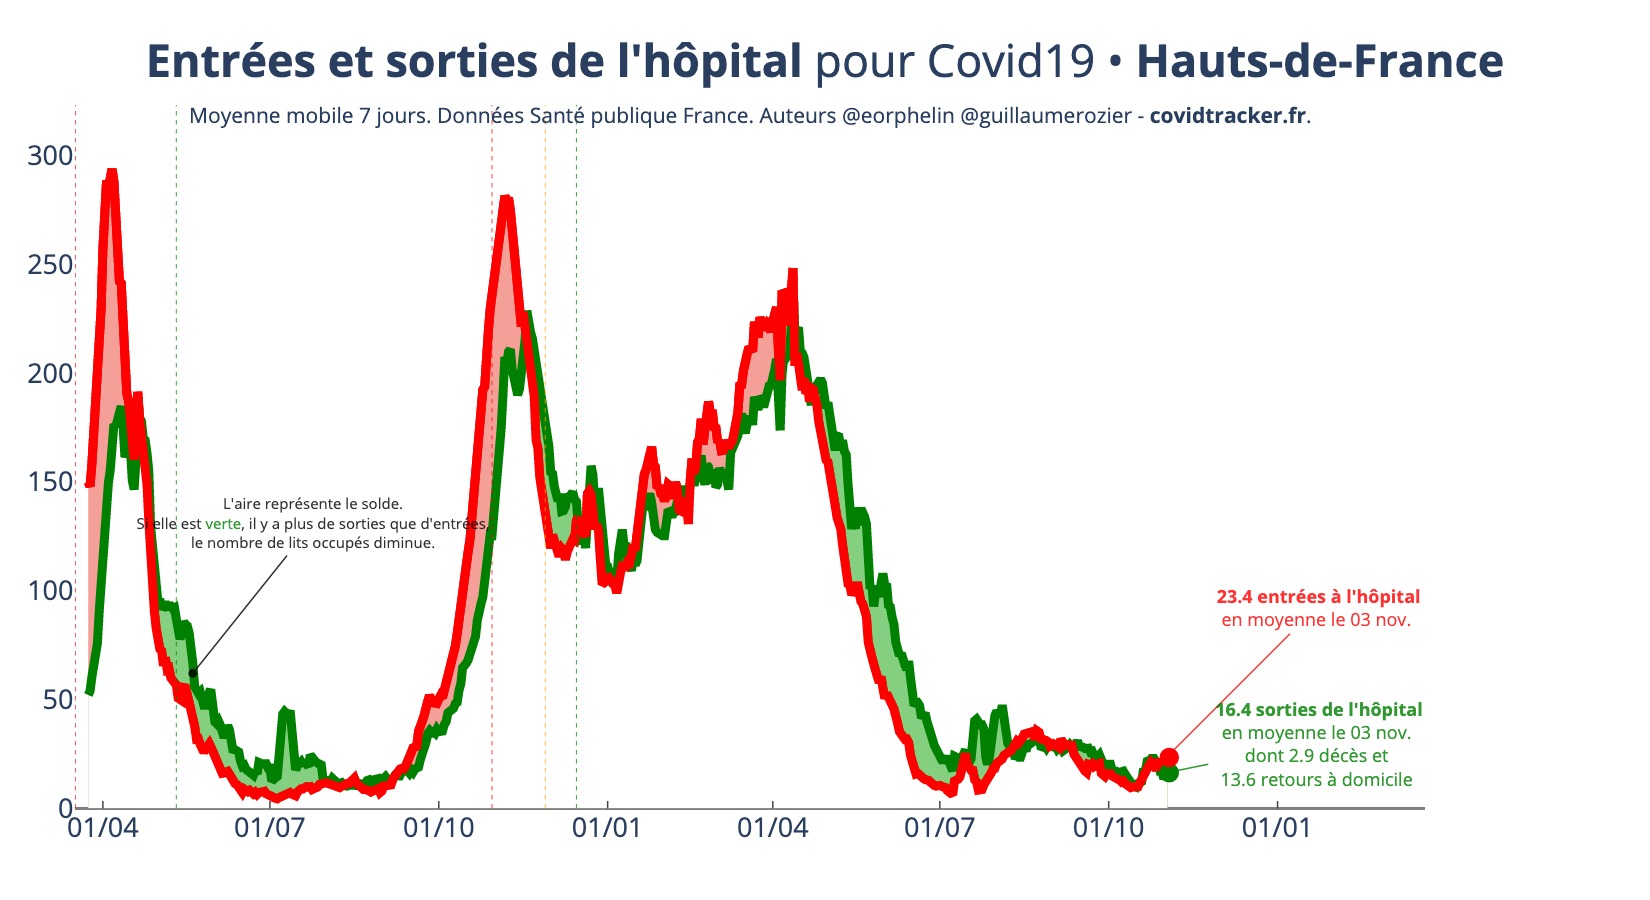 Entrées et sorties de l'hôpital pour Covid19 • Hauts-de-France
Moyenne mobile 7 jours. Données Santé publique France. Auteurs @eorphelin @guillaumerozier - covidtracker.fr.
300
250
200
150
100
50
0
L'aire représente le solde.
Si elle est verte, il y a plus de sorties que d'entrées,
le nombre de lits occupés diminue.
23.4 entrées à l'hôpital
en moyenne le 03 nov.
16.4 sorties de l'hôpital
en moyenne le 03 nov.
dont 2.9 décès et
13.6 retours à domicile
01/04 01/07 01/10 01/01 01/04 01/07 01/10 01/01